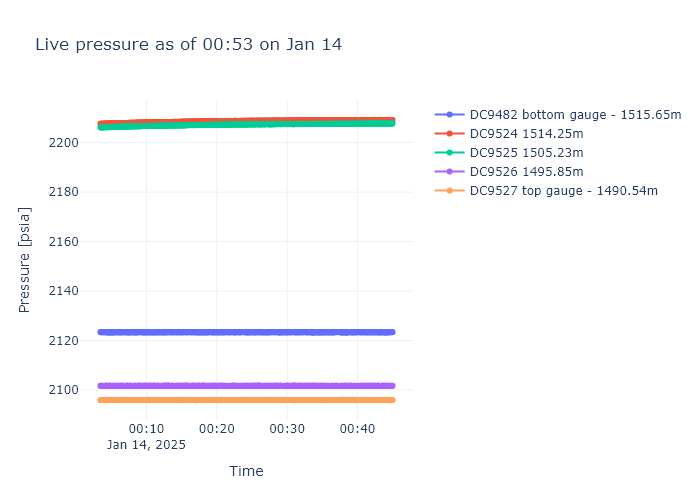 Live pressure as of 00:53 on Jan 14
DC9482 bottom gauge - 1515.65m
DC9524 1514.25m
DC9525 1505.23m
DC9526 1495.85m
DC9527 top gauge - 1490.54m
Pressure [psia]
2200
2180
2160
2140
2120
2100
00:10 00:20 00:30 00:40
Jan 14, 2025
Time